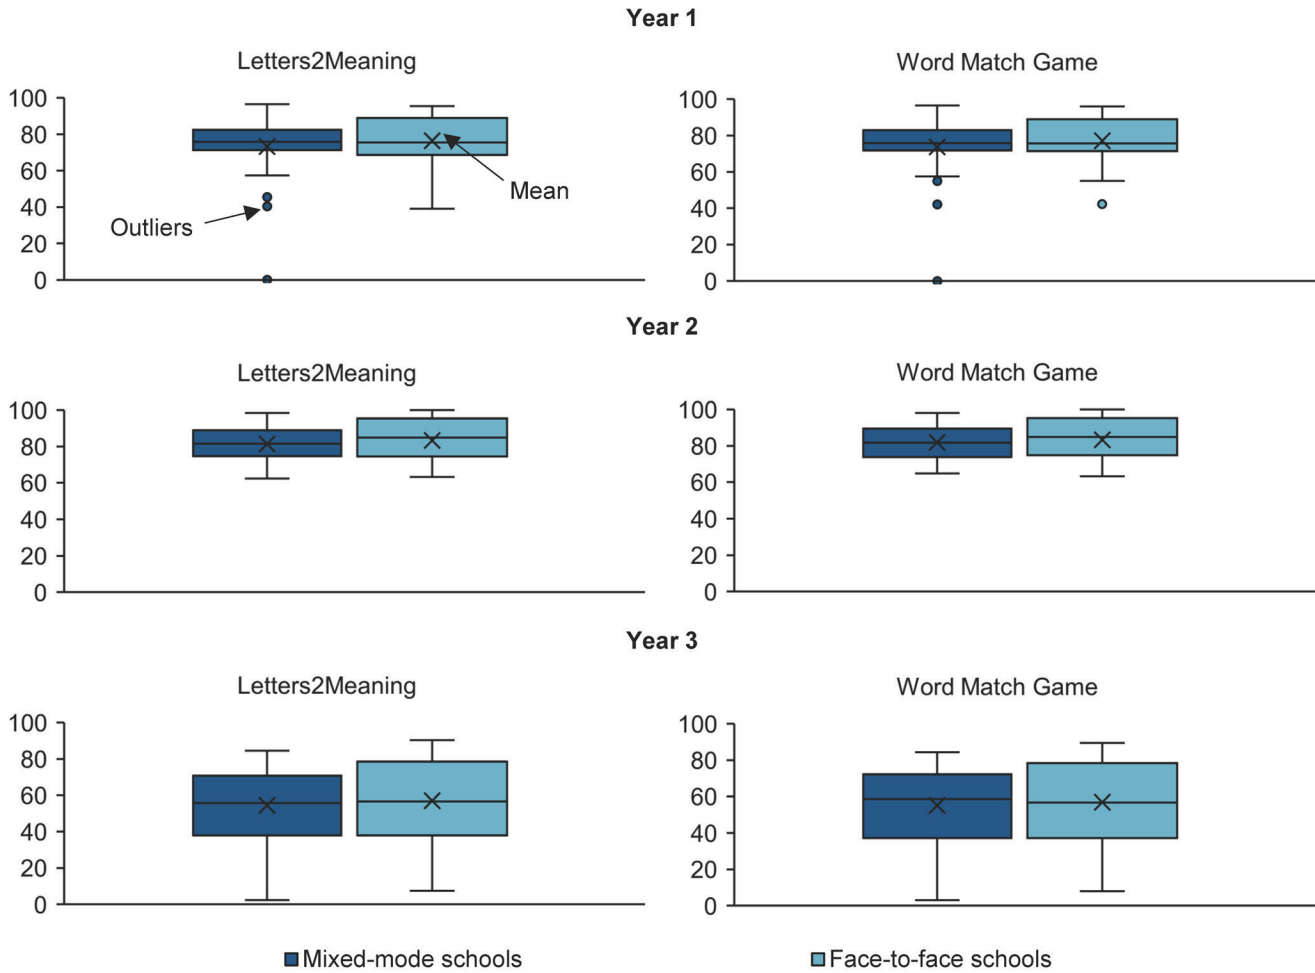 Year 1
Letters2Meaning
Word Match Game
100
80
60
40
20
0
Outliers
Mean
100
80
60
40
20
0
Year 2
Letters2Meaning
Word Match Game
100
80
60
40
20
0
100
80
60
40
20
0
Year 3
Letters2Meaning
Word Match Game
100
80
60
40
20
0
100
80
60
40
20
0
Mixed-mode schools
Face-to-face schools